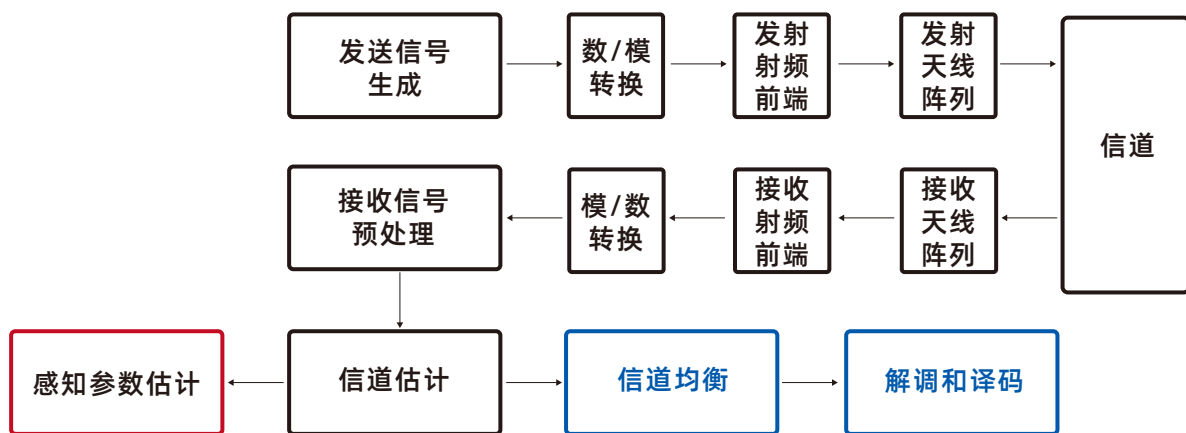 发送信号
生成
数/模
转换
发射
射频
前端
发射
天线
阵列
信道
接收信号
预处理
模/数
转换
接收
射频
前端
接收
天线
阵列
感知参数估计
信道估计
信道均衡
解调和译码